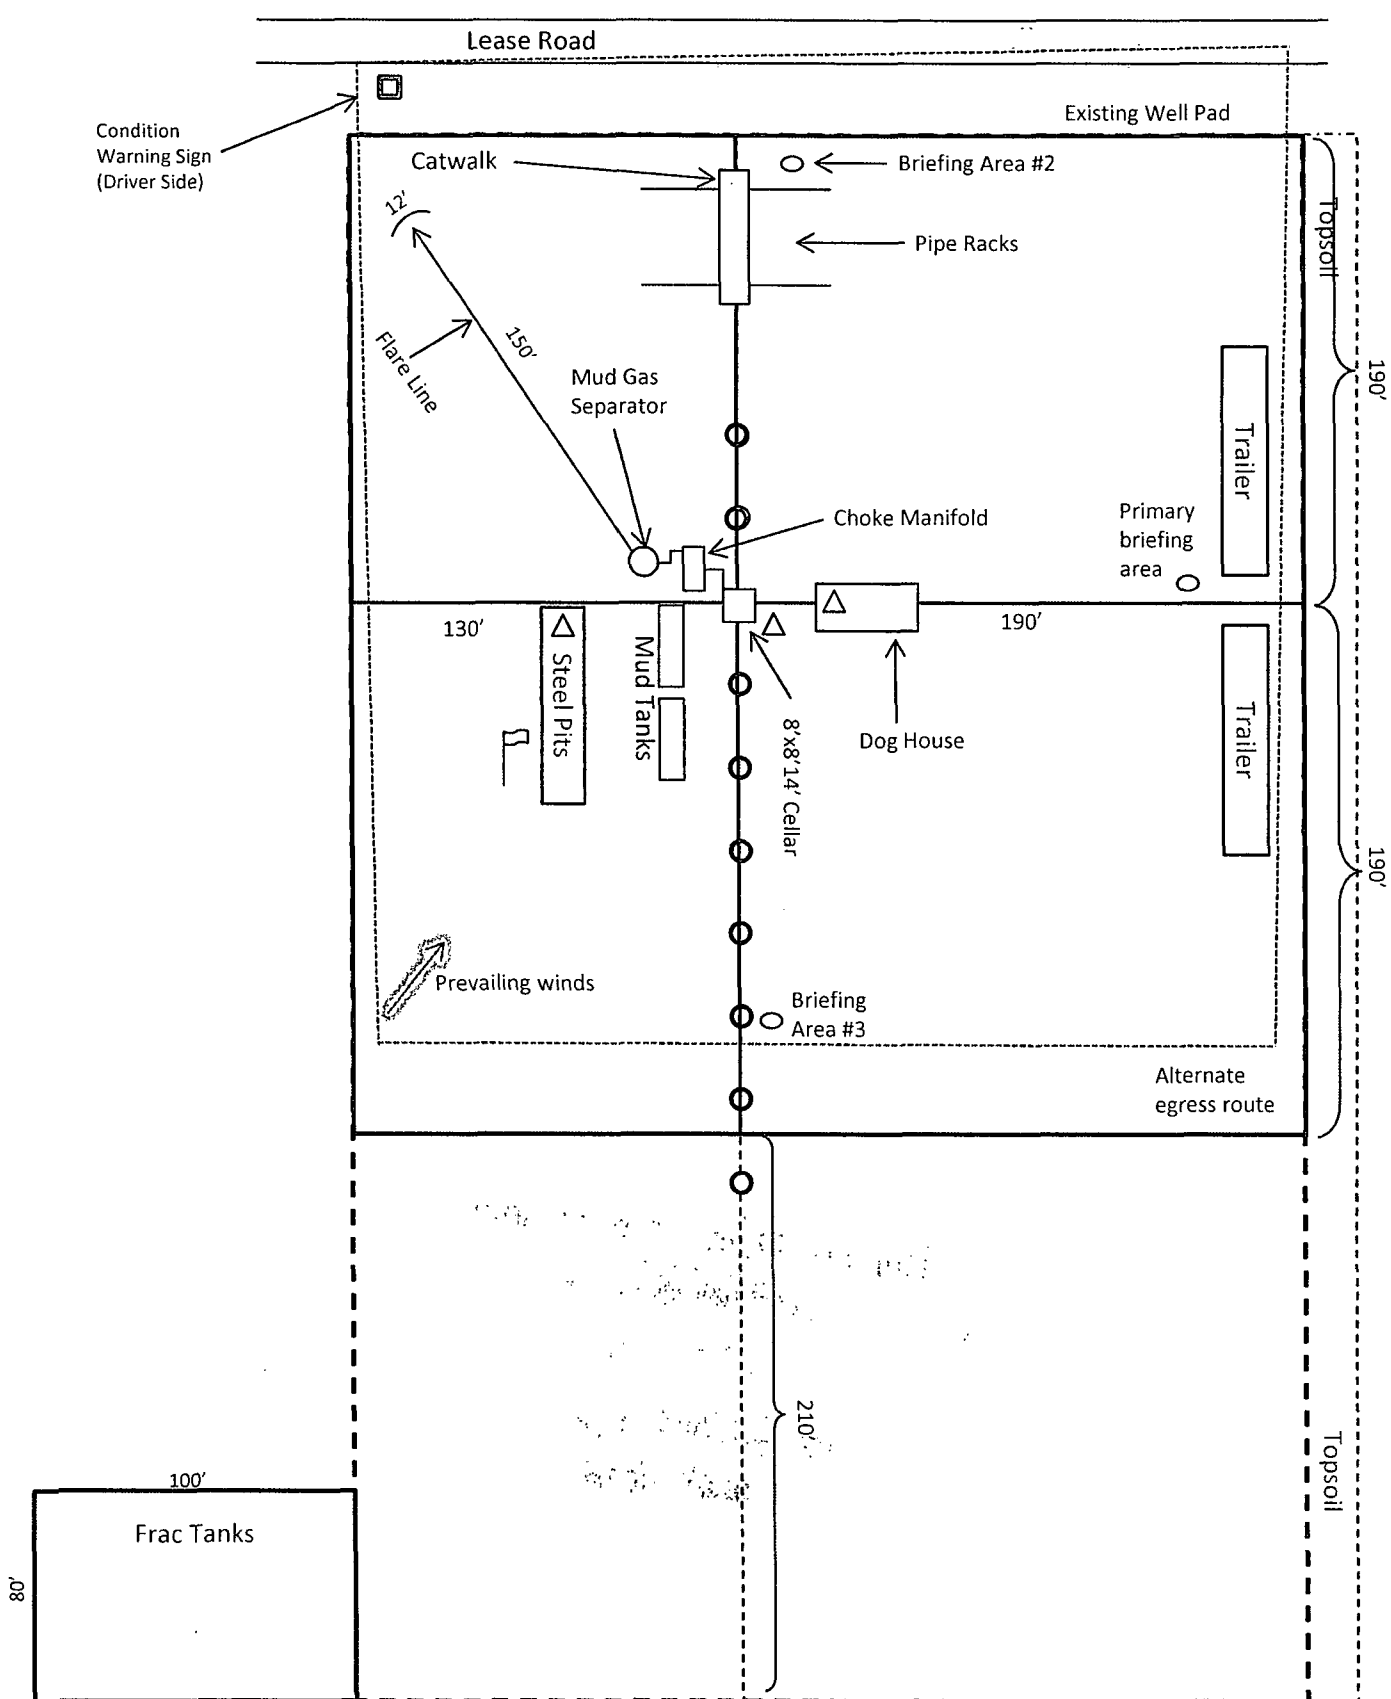 Lease Road
Existing Well Pad
Condition
Warning Sign
(Driver Side)
Catwalk
Briefing Area #2
Topsoil
12'
Pipe Racks
Flare Line
150'
190'
Mud Gas
Separator
Trailer
Choke Manifold
Primary
briefing
area
130'
190'
Steel Pits
Mud Tanks
8'x8'14' Cellar
Dog House
Trailer
190'
Prevailing winds
Briefing
Area #3
Alternate
egress route
210'
Topsoil
100'
Frac Tanks
80'